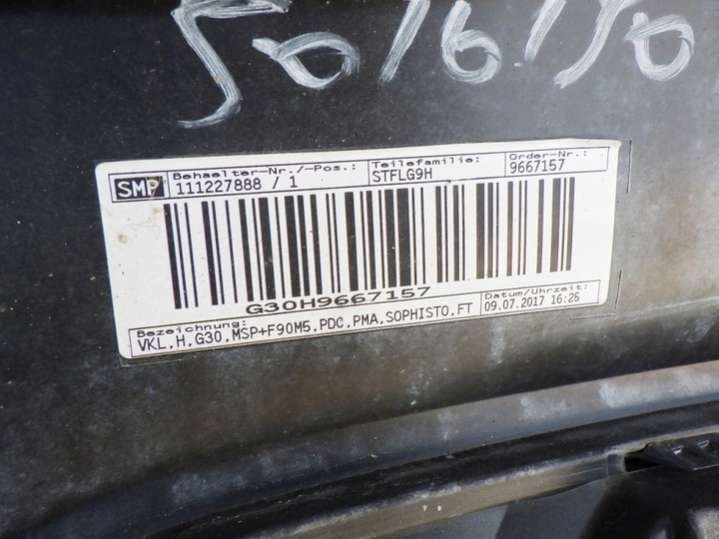 5016150
SMP
Behaelter-Nr./-Pos.:
111227888 / 1
Teilefamilie:
STFLG9H
Order-Nr.:
9667157
G30H9667157
Bezeichnung:
VKL,H,G30,MSP+F90M5,PDC,PMA,SOPHISTO,FT
Datum/Uhrzeit:
09.07.2017 16:26